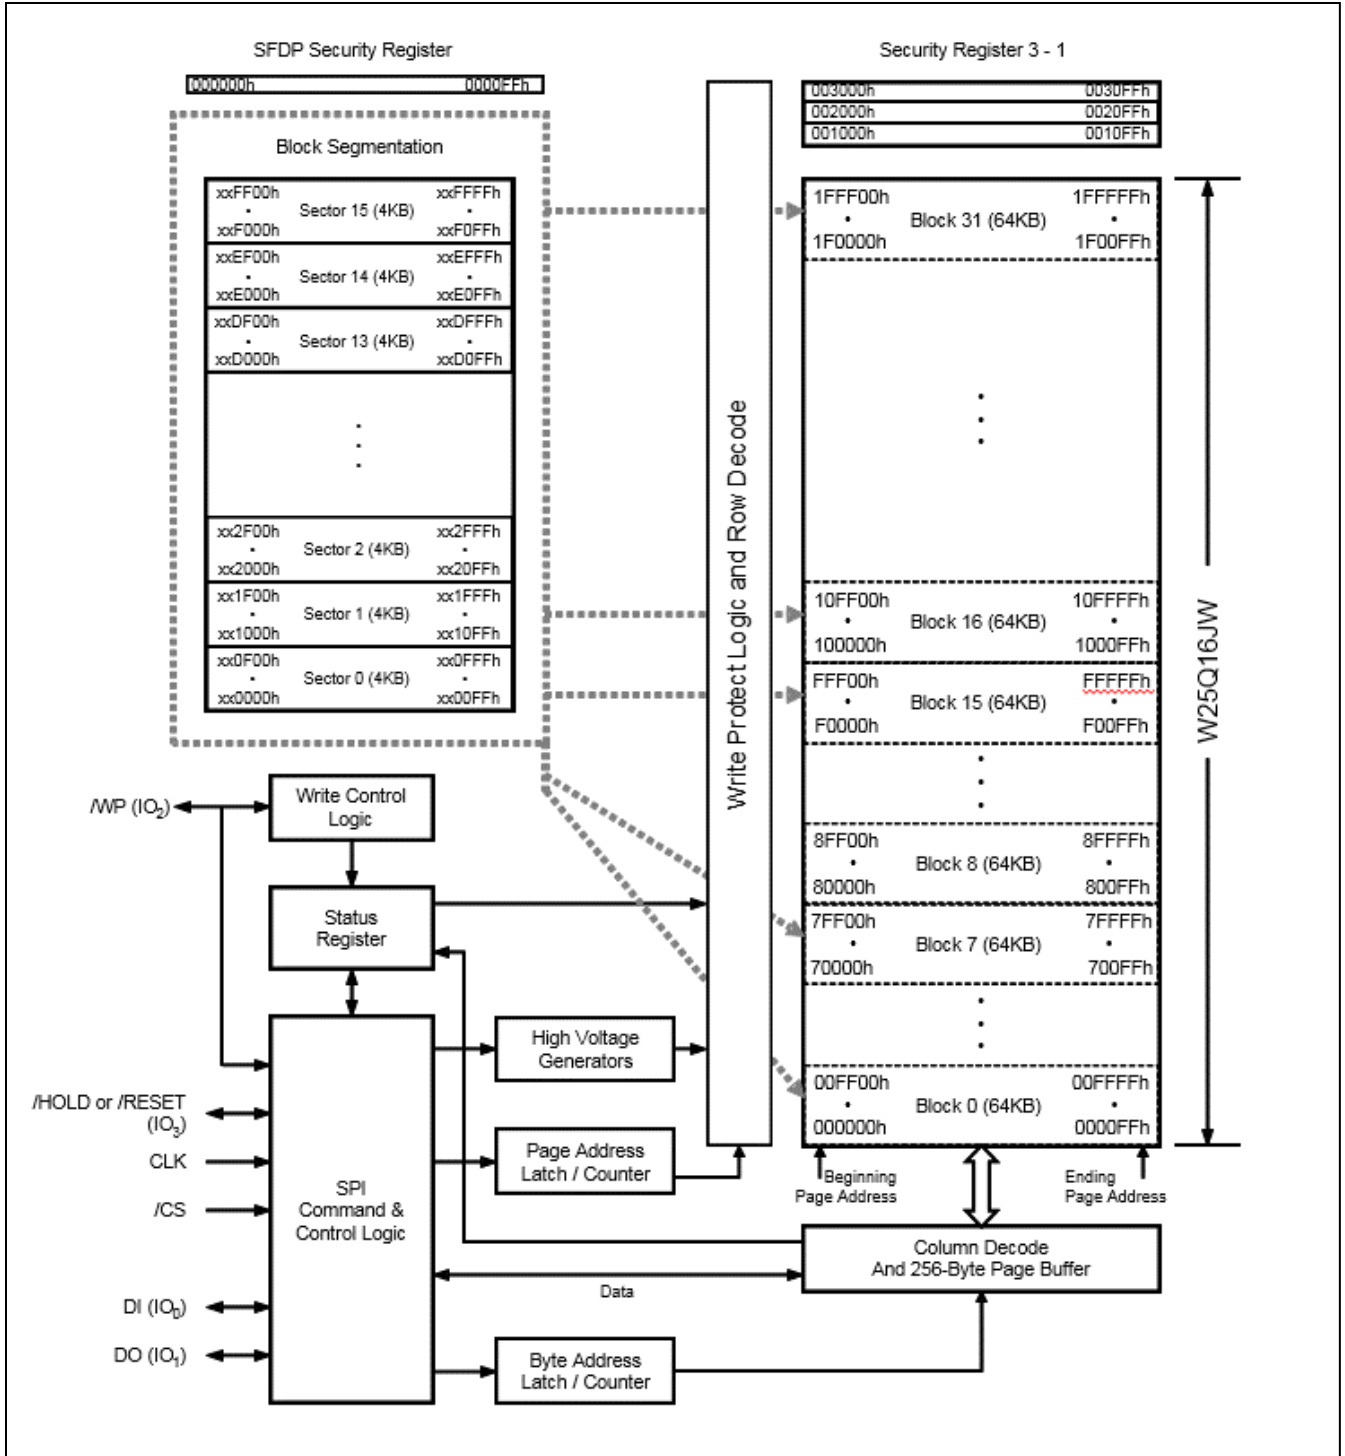 SFDP Security Register
000000h 0000FFh
Block Segmentation
xxFF00h xxFFFFh
Sector 15 (4KB)
xxF000h xxF0FFh
xxEF00h xxEFFFh
Sector 14 (4KB)
xxE000h xxE0FFh
xxDF00h xxDFFFh
Sector 13 (4KB)
xxD000h xxD0FFh
xx2F00h xx2FFFh
Sector 2 (4KB)
xx2000h xx20FFh
xx1F00h xx1FFFh
Sector 1 (4KB)
xx1000h xx10FFh
xx0F00h xx0FFFh
Sector 0 (4KB)
xx0000h xx00FFh
Write Protect Logic and Row Decode
Security Register 3 - 1
003000h 0030FFh
002000h 0020FFh
001000h 0010FFh
1FFF00h 1FFFFFh
Block 31 (64KB)
1F0000h 1F00FFh
10FF00h 10FFFFh
Block 16 (64KB)
100000h 1000FFh
FFF00h FFFFFh
Block 15 (64KB)
F0000h F00FFh
8FF00h 8FFFFh
Block 8 (64KB)
80000h 800FFh
7FF00h 7FFFFh
Block 7 (64KB)
70000h 700FFh
00FF00h 00FFFFh
Block 0 (64KB)
000000h 0000FFh
W25Q16JW
Beginning
Page Address
Ending
Page Address
/WP (IO2)
Write Control
Logic
Status
Register
High Voltage
Generators
/HOLD or /RESET
(IO3)
CLK
/CS
DI (IO0)
DO (IO1)
SPI
Command &
Control Logic
Page Address
Latch / Counter
Column Decode
And 256-Byte Page Buffer
Data
Byte Address
Latch / Counter